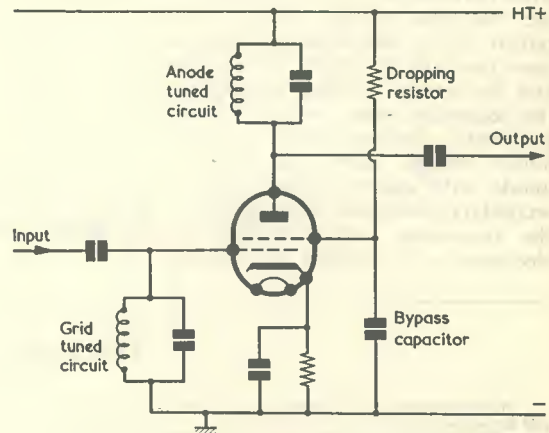 HT+
Anode
tuned
circuit
Dropping
resistor
Output
Input
Grid
tuned
circuit
Bypass
capacitor
−